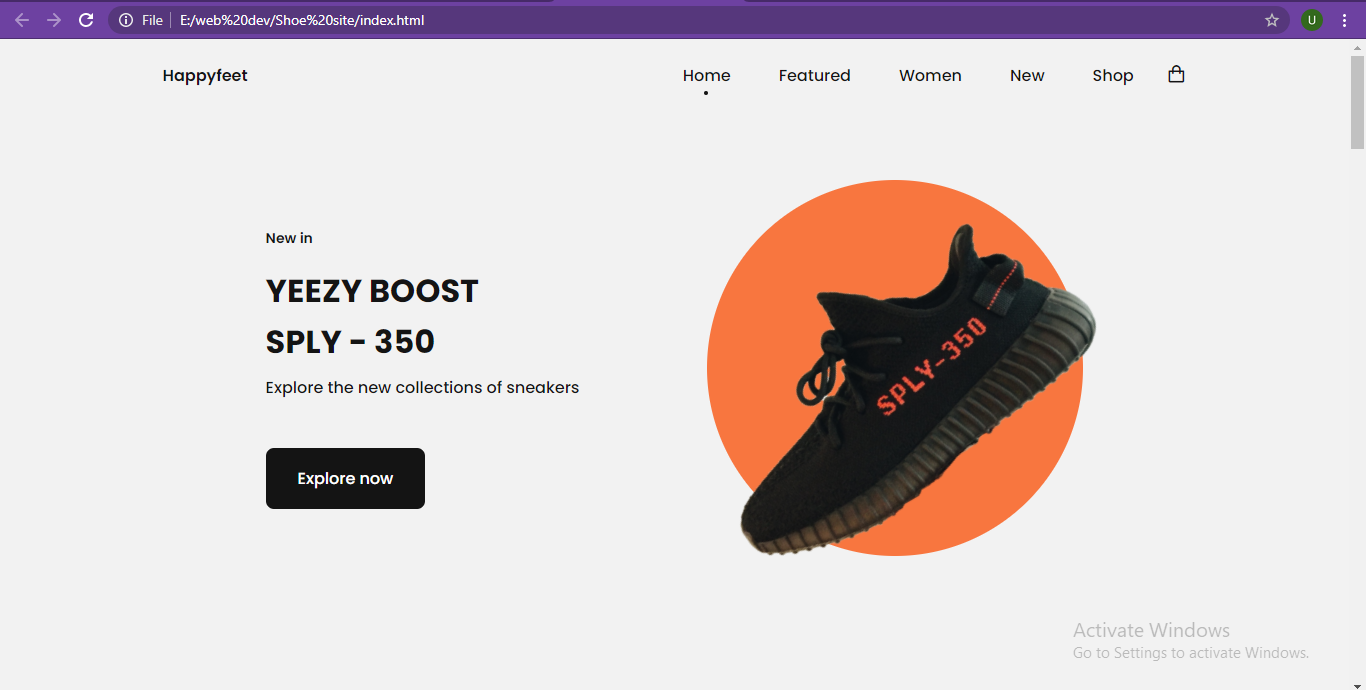 File E:/web%20dev/Shoe%20site/index.html U
Happyfeet Home Featured Women New Shop
New in
YEEZY BOOST
SPLY - 350
Explore the new collections of sneakers
Explore now
SPLY-350
Activate Windows
Go to Settings to activate Windows.